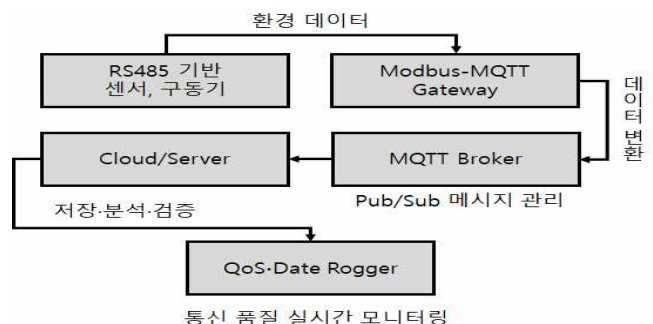 환경 데이터
RS485 기반
센서, 구동기
Modbus-MQTT
Gateway
데이터 변환
Cloud/Server
MQTT Broker
Pub/Sub 메시지 관리
저장·분석·검증
QoS·Date Rogger
통신 품질 실시간 모니터링